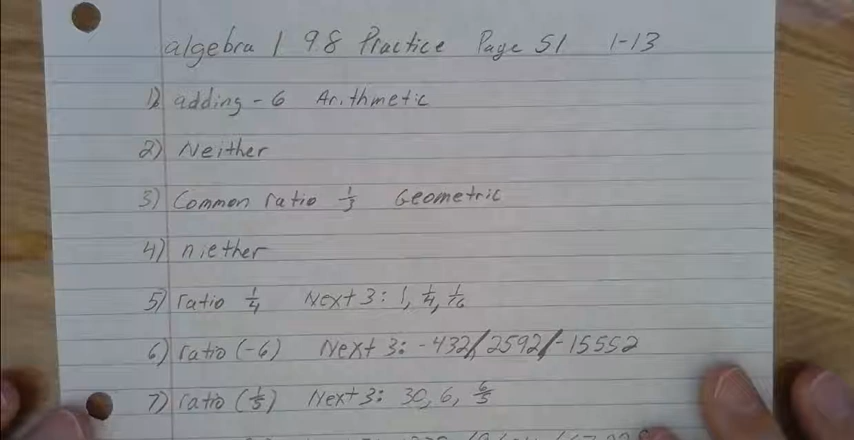 algebra 1 9.8 Practice Page 51 1-13
1) adding -6 Arithmetic
2) Neither
3) Common ratio 1/3 Geometric
4) niether
5) ratio 1/4 Next 3: 1, 1/4, 1/16
6) ratio (-6) Next 3: -432, 2592, -15552
7) ratio (1/5) Next 3: 30, 6, 6/5